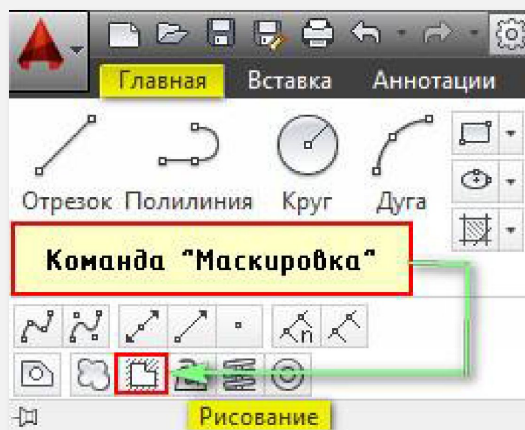 Главная Вставка Аннотации
Отрезок Полилиния Круг Дуга
Команда "Маскировка"
n
Рисование